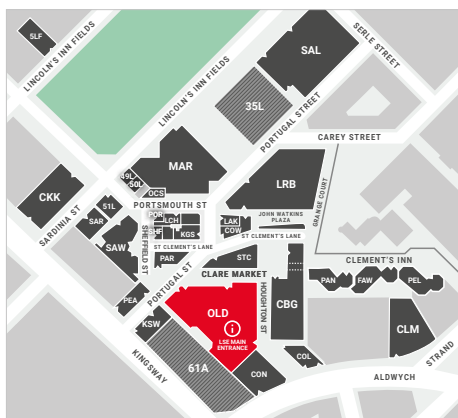 5LF
LINCOLN'S INN FIELDS
LINCOLN'S INN FIELDS
SAL
SERLE STREET
35L
PORTUGAL STREET
CAREY STREET
MAR
49L
50L
OCS
LRB
GRANGE COURT
CKK
SARDINIA ST
51L
SAR
PORTSMOUTH ST
POR
LCH
KGS
SHEFFIELD ST
LAK
COW
JOHN WATKINS
PLAZA
ST CLEMENT'S LANE
ST CLEMENT'S LANE
SAW
PAR
STC
CLARE MARKET
CLEMENT'S INN
PAN
FAW
PEL
PEA
PORTUGAL ST
OLD
LSE MAIN
ENTRANCE
HOUGHTON ST
CBG
KSW
KINGSWAY
61A
CON
COL
CLM
ALDWYCH
STRAND